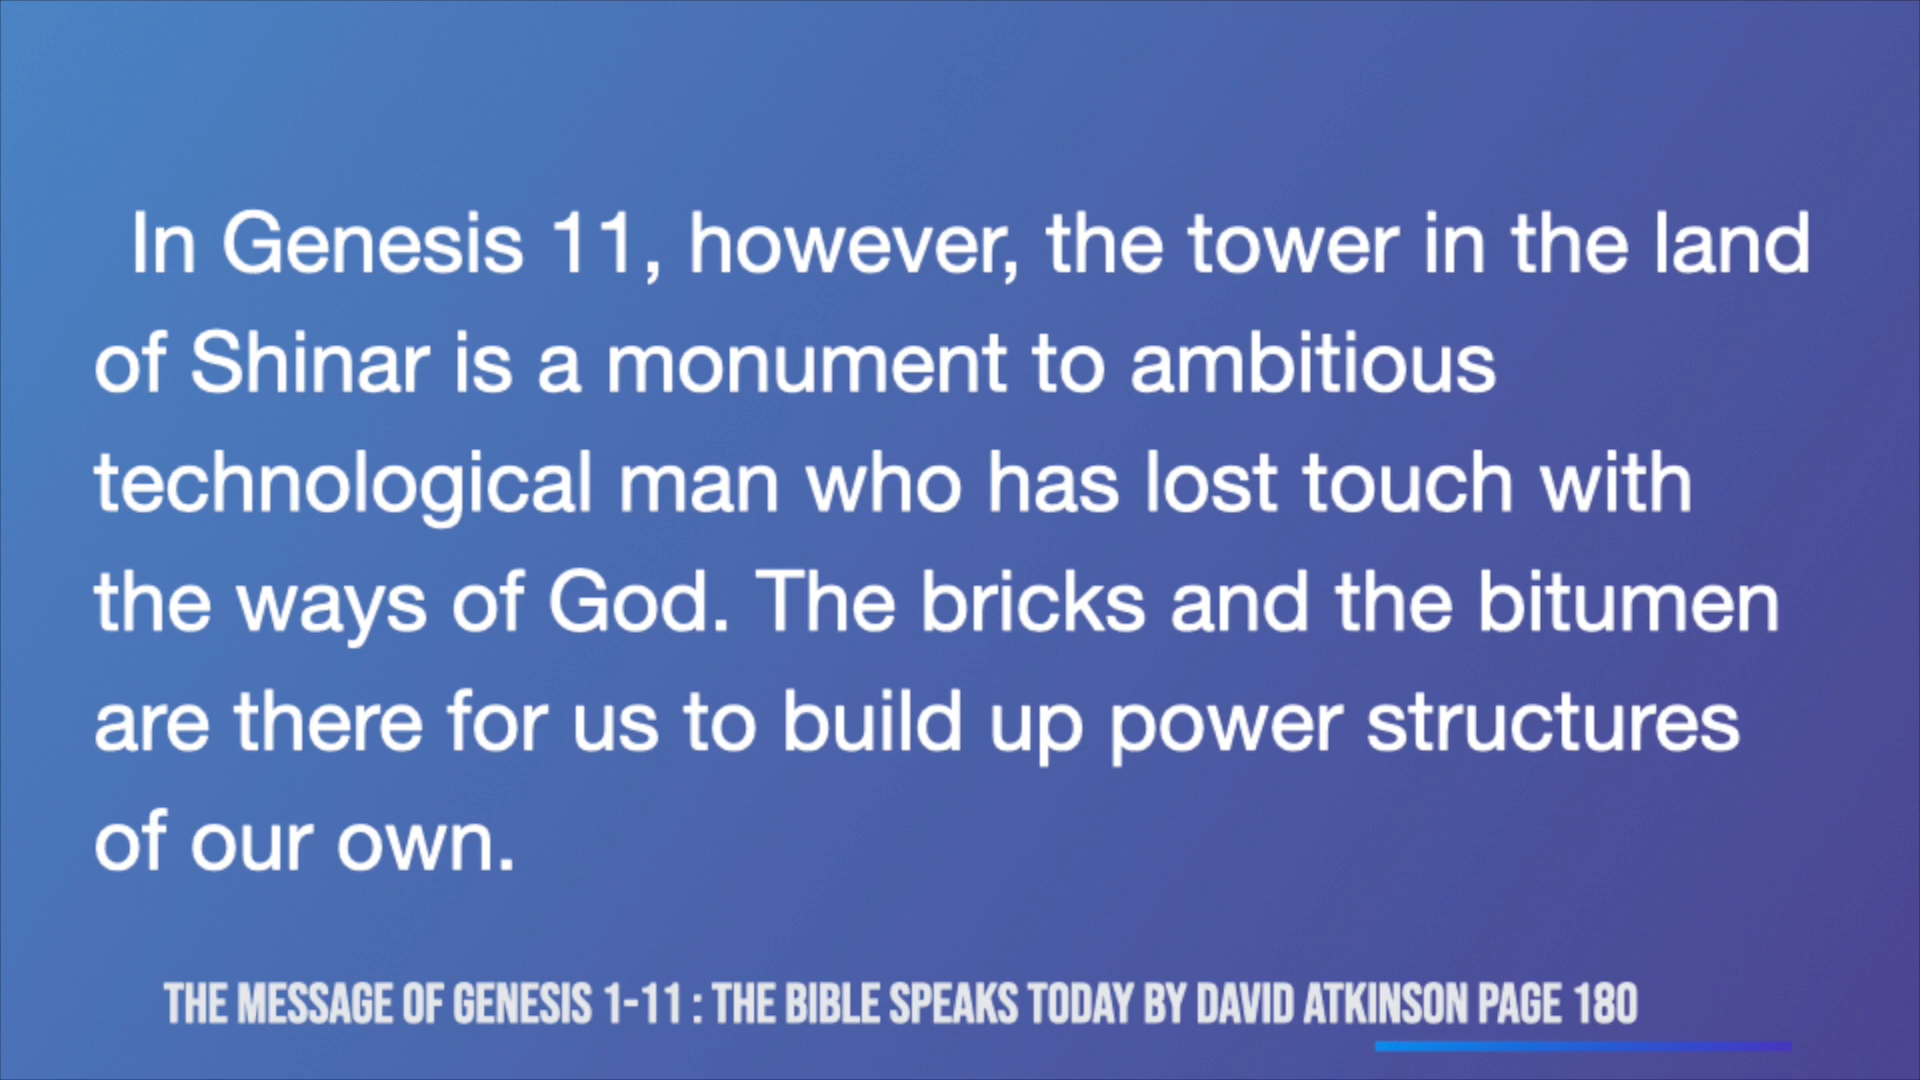 In Genesis 11, however, the tower in the land
of Shinar is a monument to ambitious
technological man who has lost touch with
the ways of God. The bricks and the bitumen
are there for us to build up power structures
of our own.
THE MESSAGE OF GENESIS 1-11 : THE BIBLE SPEAKS TODAY BY DAVID ATKINSON PAGE 180